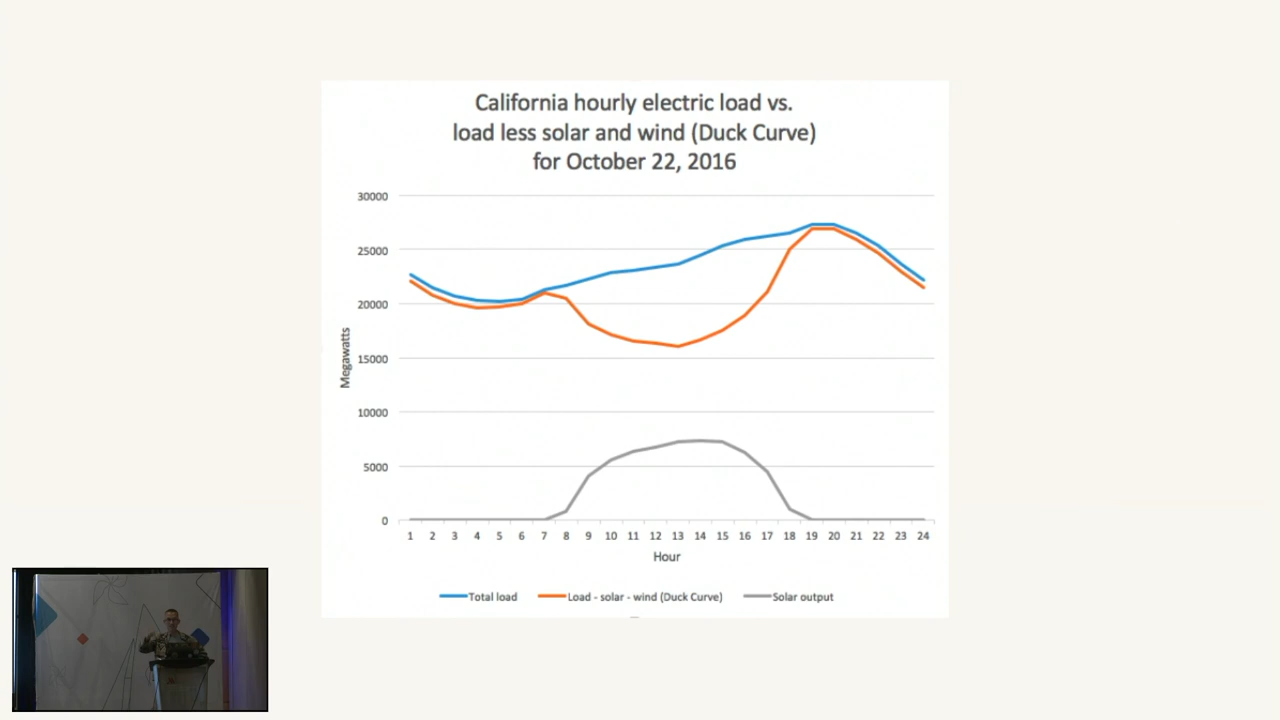 California hourly electric load vs.
load less solar and wind (Duck Curve)
for October 22, 2016
30000
25000
20000
15000
10000
5000
0
Megawatts
1 2 3 4 5 6 7 8 9 10 11 12 13 14 15 16 17 18 19 20 21 22 23 24
Hour
Total load Load - solar - wind (Duck Curve) Solar output